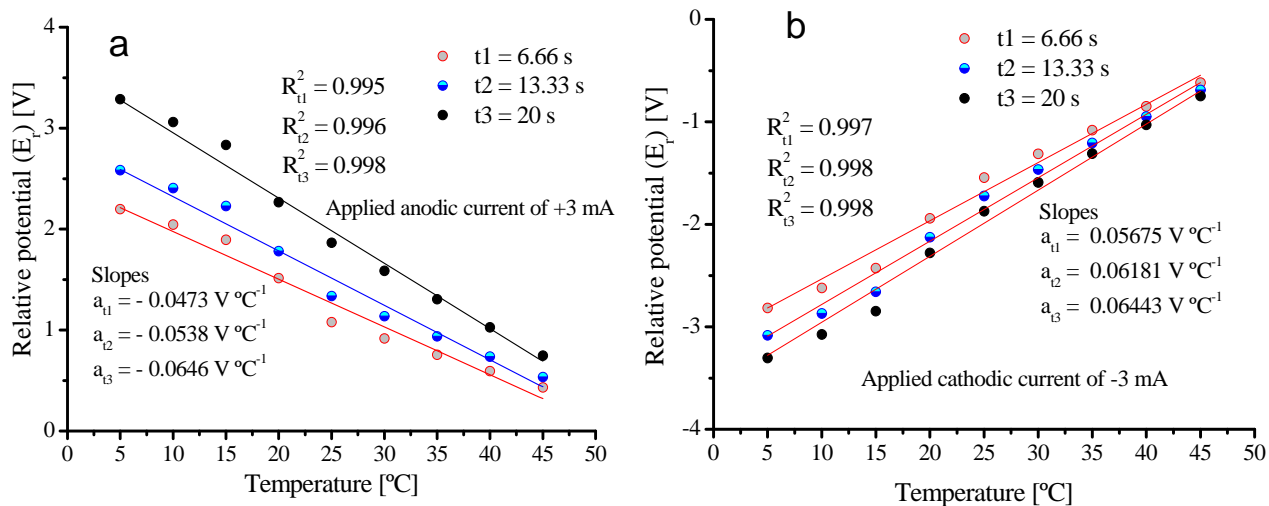 a
t1 = 6.66 s
t2 = 13.33 s
t3 = 20 s
R²t1 = 0.995
R²t2 = 0.996
R²t3 = 0.998
Applied anodic current of +3 mA
Slopes
at1 = - 0.0473 V ºC-1
at2 = - 0.0538 V ºC-1
at3 = - 0.0646 V ºC-1
Relative potential (Er) [V]
4
3
2
1
0
0 5 10 15 20 25 30 35 40 45 50
Temperature [ºC]
b
t1 = 6.66 s
t2 = 13.33 s
t3 = 20 s
R²t1 = 0.997
R²t2 = 0.998
R²t3 = 0.998
Slopes
at1 = 0.05675 V ºC-1
at2 = 0.06181 V ºC-1
at3 = 0.06443 V ºC-1
Applied cathodic current of -3 mA
Relative potential (Er) [V]
0
-1
-2
-3
-4
0 5 10 15 20 25 30 35 40 45 50
Temperature [ºC]